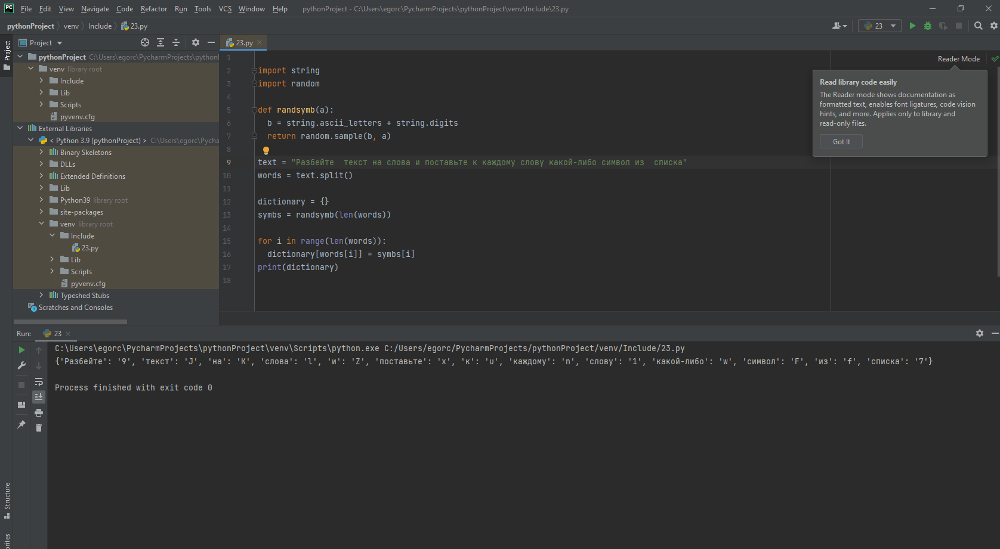 PC File Edit View Navigate Code Refactor Run Tools VCS Window Help pythonProject - C:\Users\egorc\PycharmProjects\pythonProject\venv\Include\23.py
pythonProject venv Include 23.py 23
Project
Project
23.py
pythonProject C:\Users\egorc\PycharmProjects\pythonl
venv library root
Include
Lib
Scripts
pyvenv.cfg
External Libraries
< Python 3.9 (pythonProject) > C:\Users\egorc\Pycha
Binary Skeletons
DLLs
Extended Definitions
Lib
Python39 library root
site-packages
venv library root
Include
23.py
Lib
Scripts
pyvenv.cfg
Typeshed Stubs
Scratches and Consoles
1
2 import string
3 import random
4
5 def randsymb(a):
6 b = string.ascii_letters + string.digits
7 return random.sample(b, a)
8
9 text = "Разбейте  текст на слова и поставьте к каждому слову какой-либо символ из  списка"
10 words = text.split()
11
12 dictionary = {}
13 symbs = randsymb(len(words))
14
15 for i in range(len(words)):
16 dictionary[words[i]] = symbs[i]
17 print(dictionary)
18
Reader Mode
Read library code easily
The Reader mode shows documentation as
formatted text, enables font ligatures, code vision
hints, and more. Applies only to library and
read-only files.
Got It
Run: 23
C:\Users\egorc\PycharmProjects\pythonProject\venv\Scripts\python.exe C:/Users/egorc/PycharmProjects/pythonProject/venv/Include/23.py
{'Разбейте': '9', 'текст': 'J', 'на': 'K', 'слова': 'l', 'и': 'Z', 'поставьте': 'x', 'к': 'u', 'каждому': 'n', 'слову': '1', 'какой-либо': 'w', 'символ': 'F', 'из': 'f', 'списка': '7'}
Process finished with exit code 0
Structure
orites